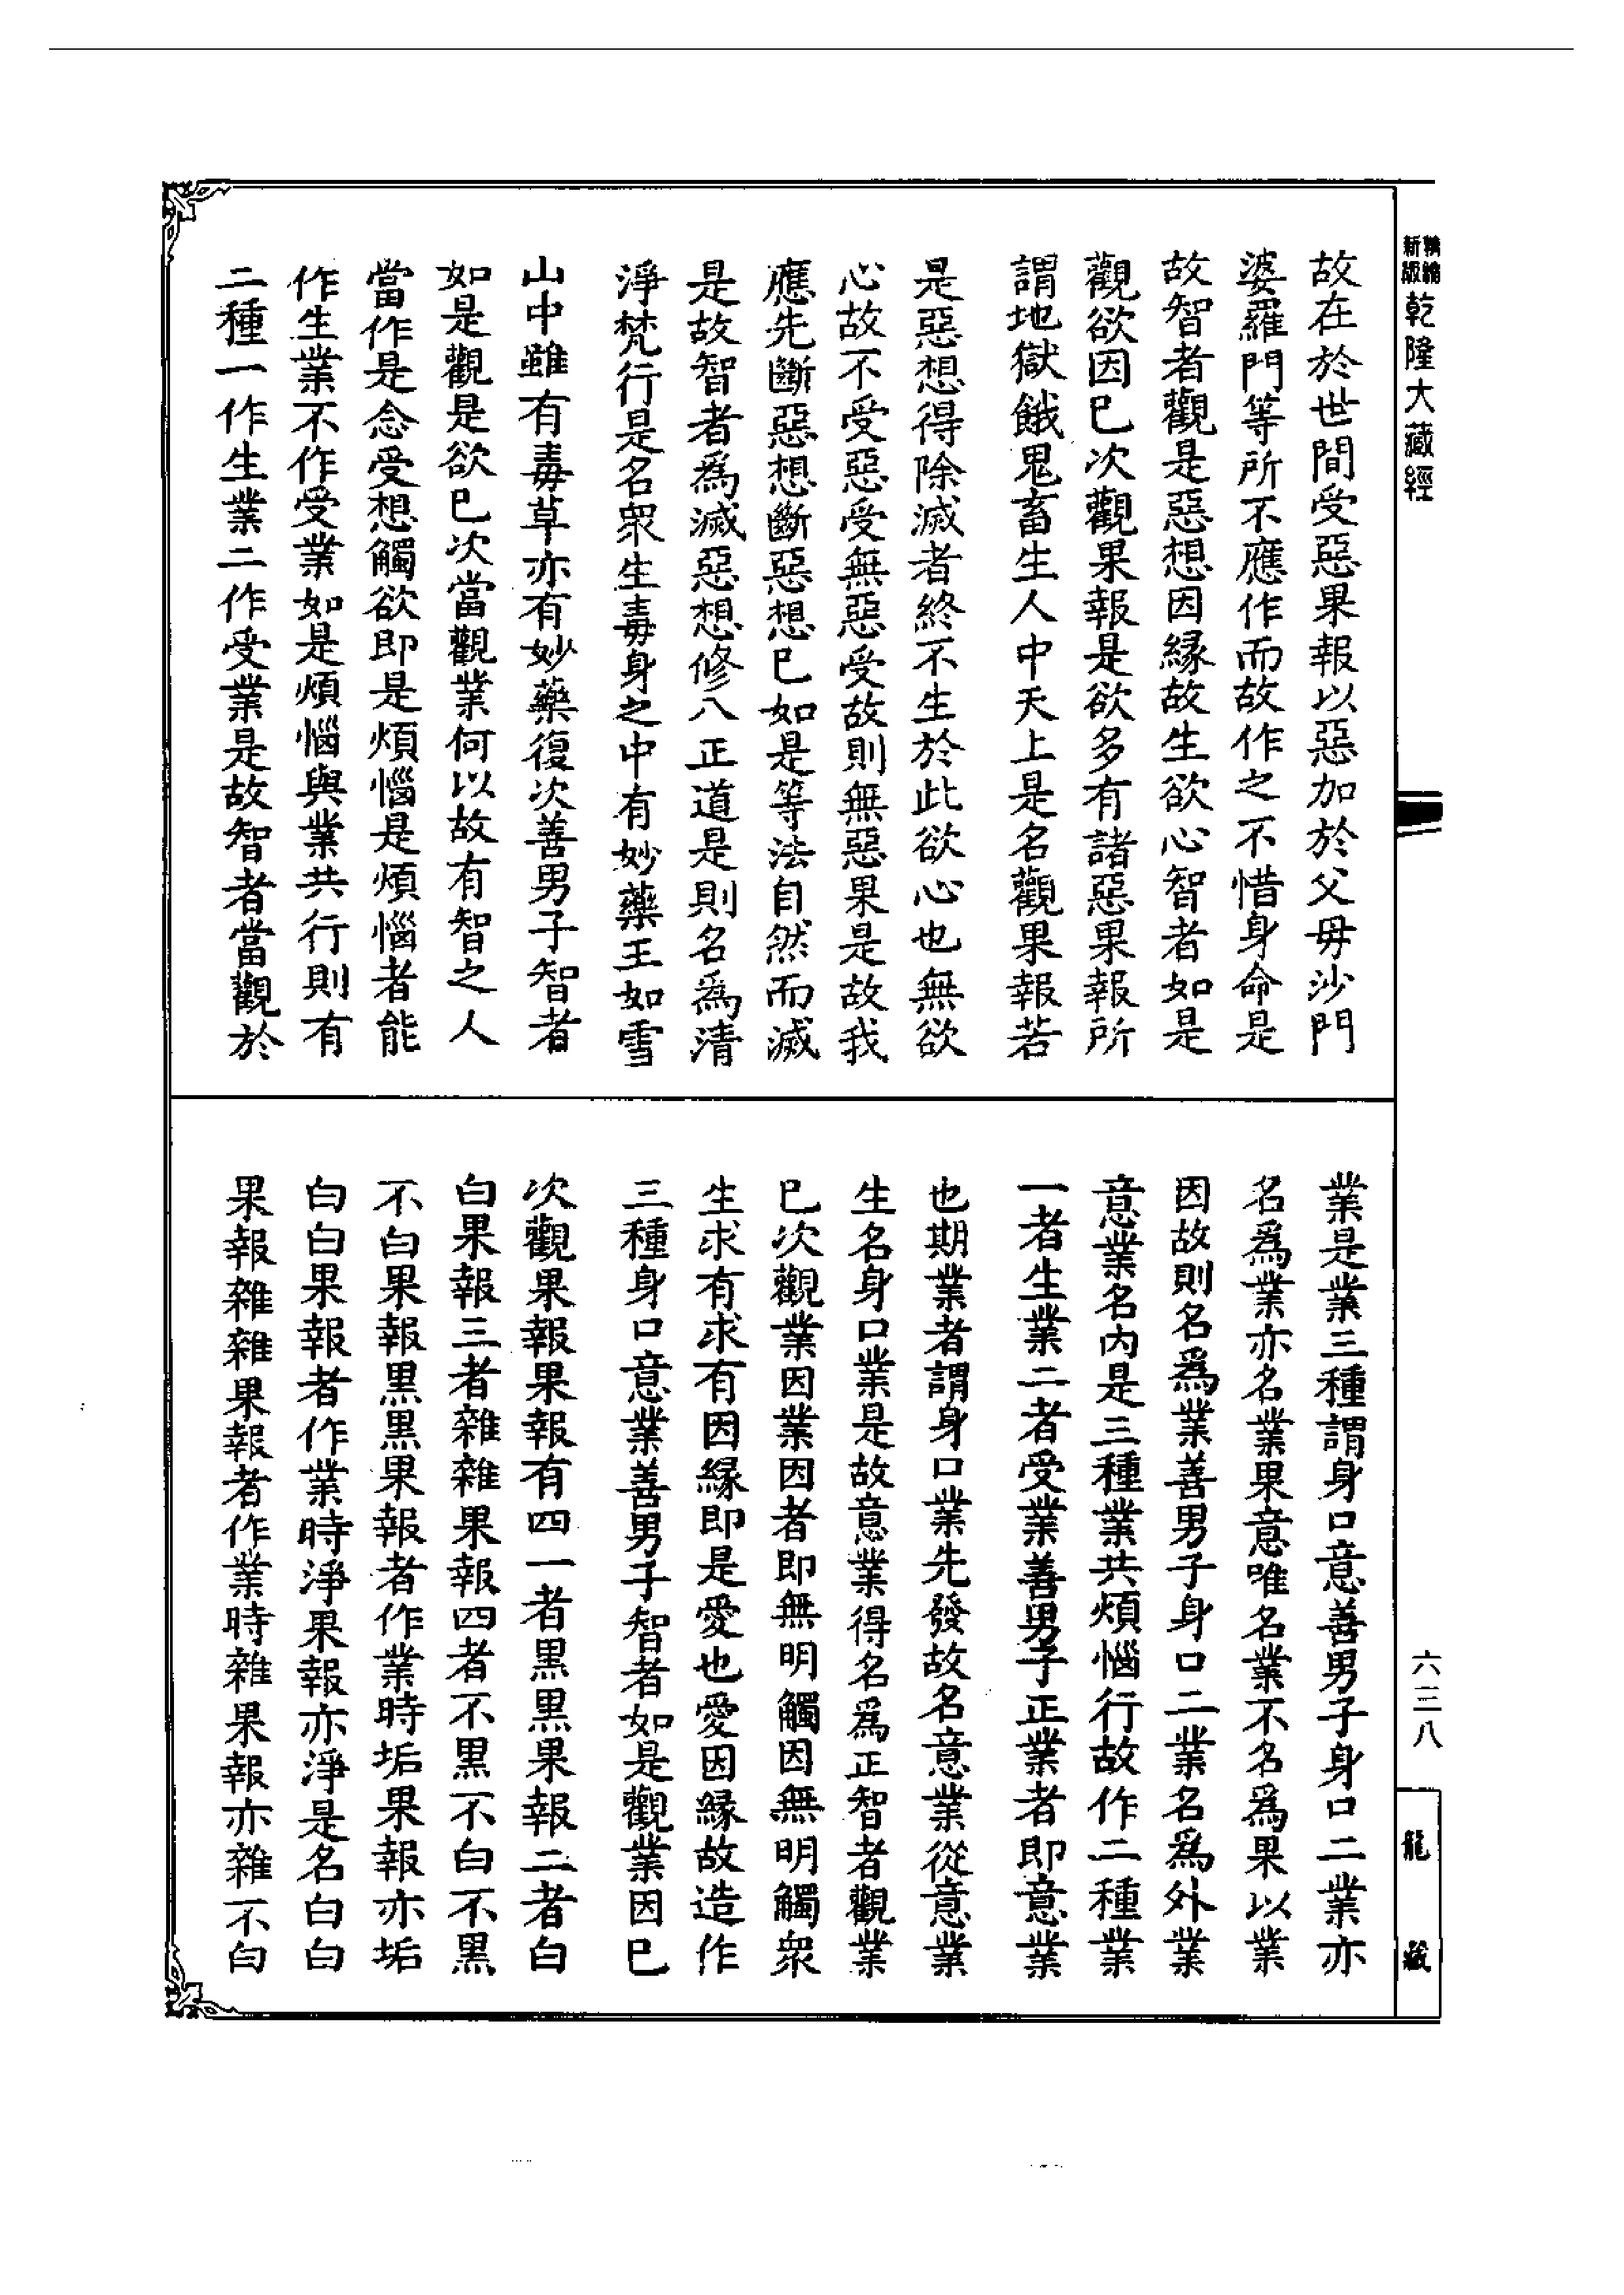 精繪新版乾隆大藏經
故在於世間受惡果報以惡加於父毋沙門
婆羅門等所不應作而故作之不惜身命是
故智者觀是惡想因緣故生欲心智者如是
觀欲因已次觀果報是欲多有諸惡果報所
謂地獄餓鬼畜生人中天上是名觀果報若
是惡想得除滅者終不生於此欲心也無欲
心故不受惡受無惡受故則無惡果是故我
應先斷惡想斷惡想已如是等法自然而滅
是故智者為滅惡想修八正道是則名為清
淨梵行是名眾生毒身之中有妙藥王如雪
山中雖有毒草亦有妙藥復次善男子智者
如是觀是欲已次當觀業何以故有智之人
當作是念受想觸欲即是煩惱是煩惱者能
作生業不作受業如是煩惱與業共行則有
二種一作生業二作受業是故智者當觀於
業是業三種謂身口意善男子身口二業亦
名為業亦名業果意唯名業不名為果以業
因故則名為業善男子身口二業名為外業
意業名內是三種業共煩惱行故作二種業
一者生業二者受業善男子正業者即意業
也期業者謂身口業先發故名意業從意業
生名身口業是故意業得名為正智者觀業
已次觀業因業因者即無明觸因無明觸眾
生求有求有因緣即是愛也愛因緣故造作
三種身口意業善男子智者如是觀業因已
次觀果報果報有四一者黑黑果報二者白
白果報三者雜雜果報四者不黑不白不黑
不白果報黑黑果報者作業時垢果報亦垢
白白果報者作業時淨果報亦淨是名白白
果報雜雜果報者作業時雜果報亦雜不白
六三八
龍藏